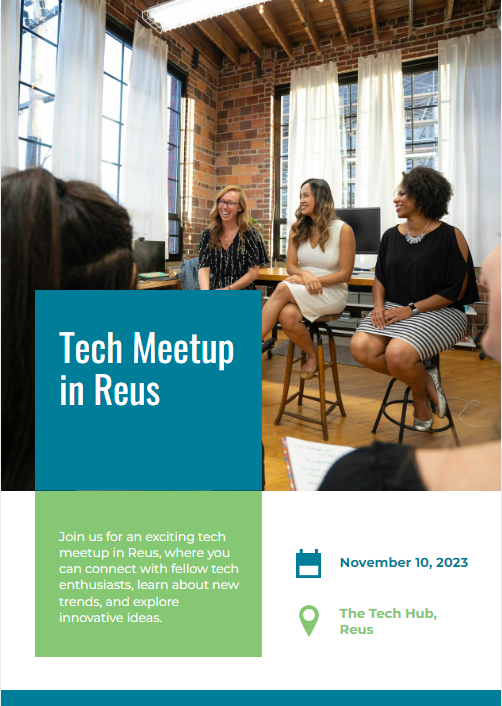 Tech Meetup
in Reus
Join us for an exciting tech
meetup in Reus, where you
can connect with fellow tech
enthusiasts, learn about new
trends, and explore
innovative ideas.
November 10, 2023
The Tech Hub,
Reus